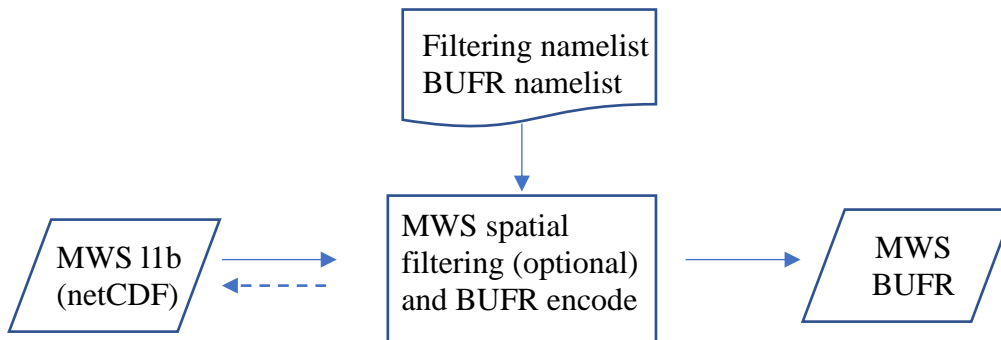 Filtering namelist
BUFR namelist
MWS l1b
(netCDF)
MWS spatial
filtering (optional)
and BUFR encode
MWS
BUFR